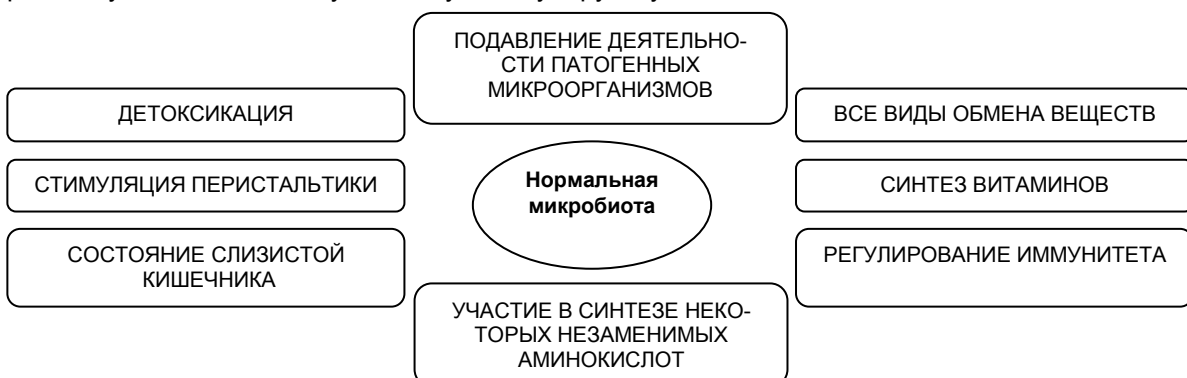 ПОДАВЛЕНИЕ ДЕЯТЕЛЬНО-
СТИ ПАТОГЕННЫХ
МИКРООРГАНИЗМОВ
ДЕТОКСИКАЦИЯ
ВСЕ ВИДЫ ОБМЕНА ВЕЩЕСТВ
СТИМУЛЯЦИЯ ПЕРИСТАЛЬТИКИ
Нормальная
микробиота
СИНТЕЗ ВИТАМИНОВ
СОСТОЯНИЕ СЛИЗИСТОЙ
КИШЕЧНИКА
РЕГУЛИРОВАНИЕ ИММУНИТЕТА
УЧАСТИЕ В СИНТЕЗЕ НЕКО-
ТОРЫХ НЕЗАМЕНИМЫХ
АМИНОКИСЛОТ